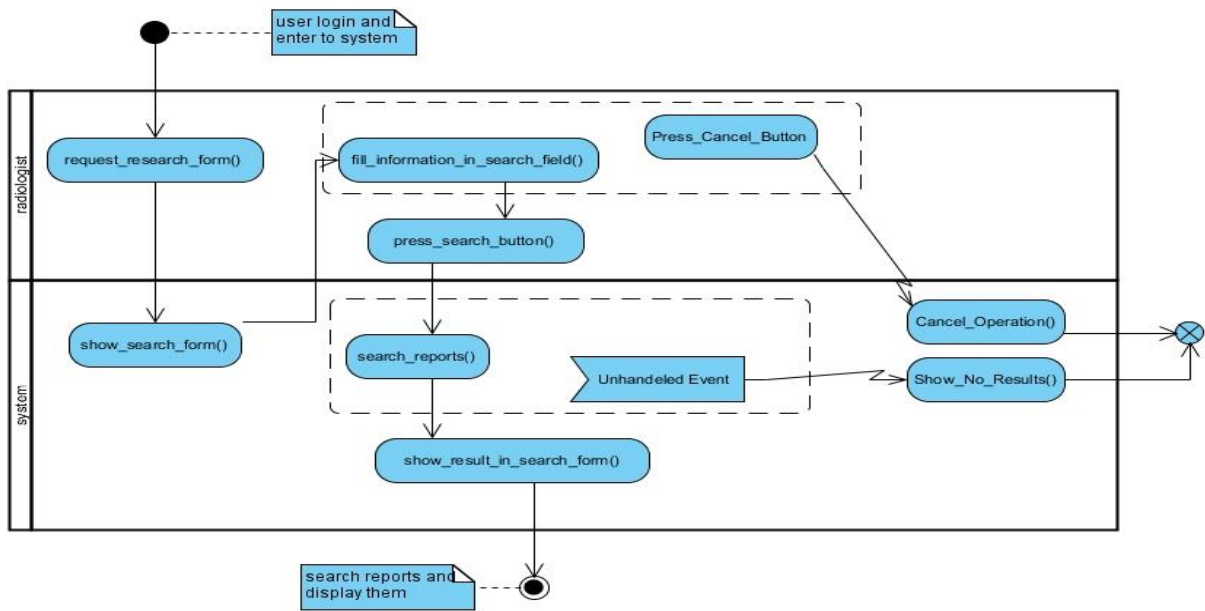 user login and
enter to system
radiologist
request_research_form()
fill_information_in_search_field()
Press_Cancel_Button
press_search_button()
system
show_search_form()
search_reports()
Unhandeled Event
Cancel_Operation()
Show_No_Results()
show_result_in_search_form()
search reports and
display them